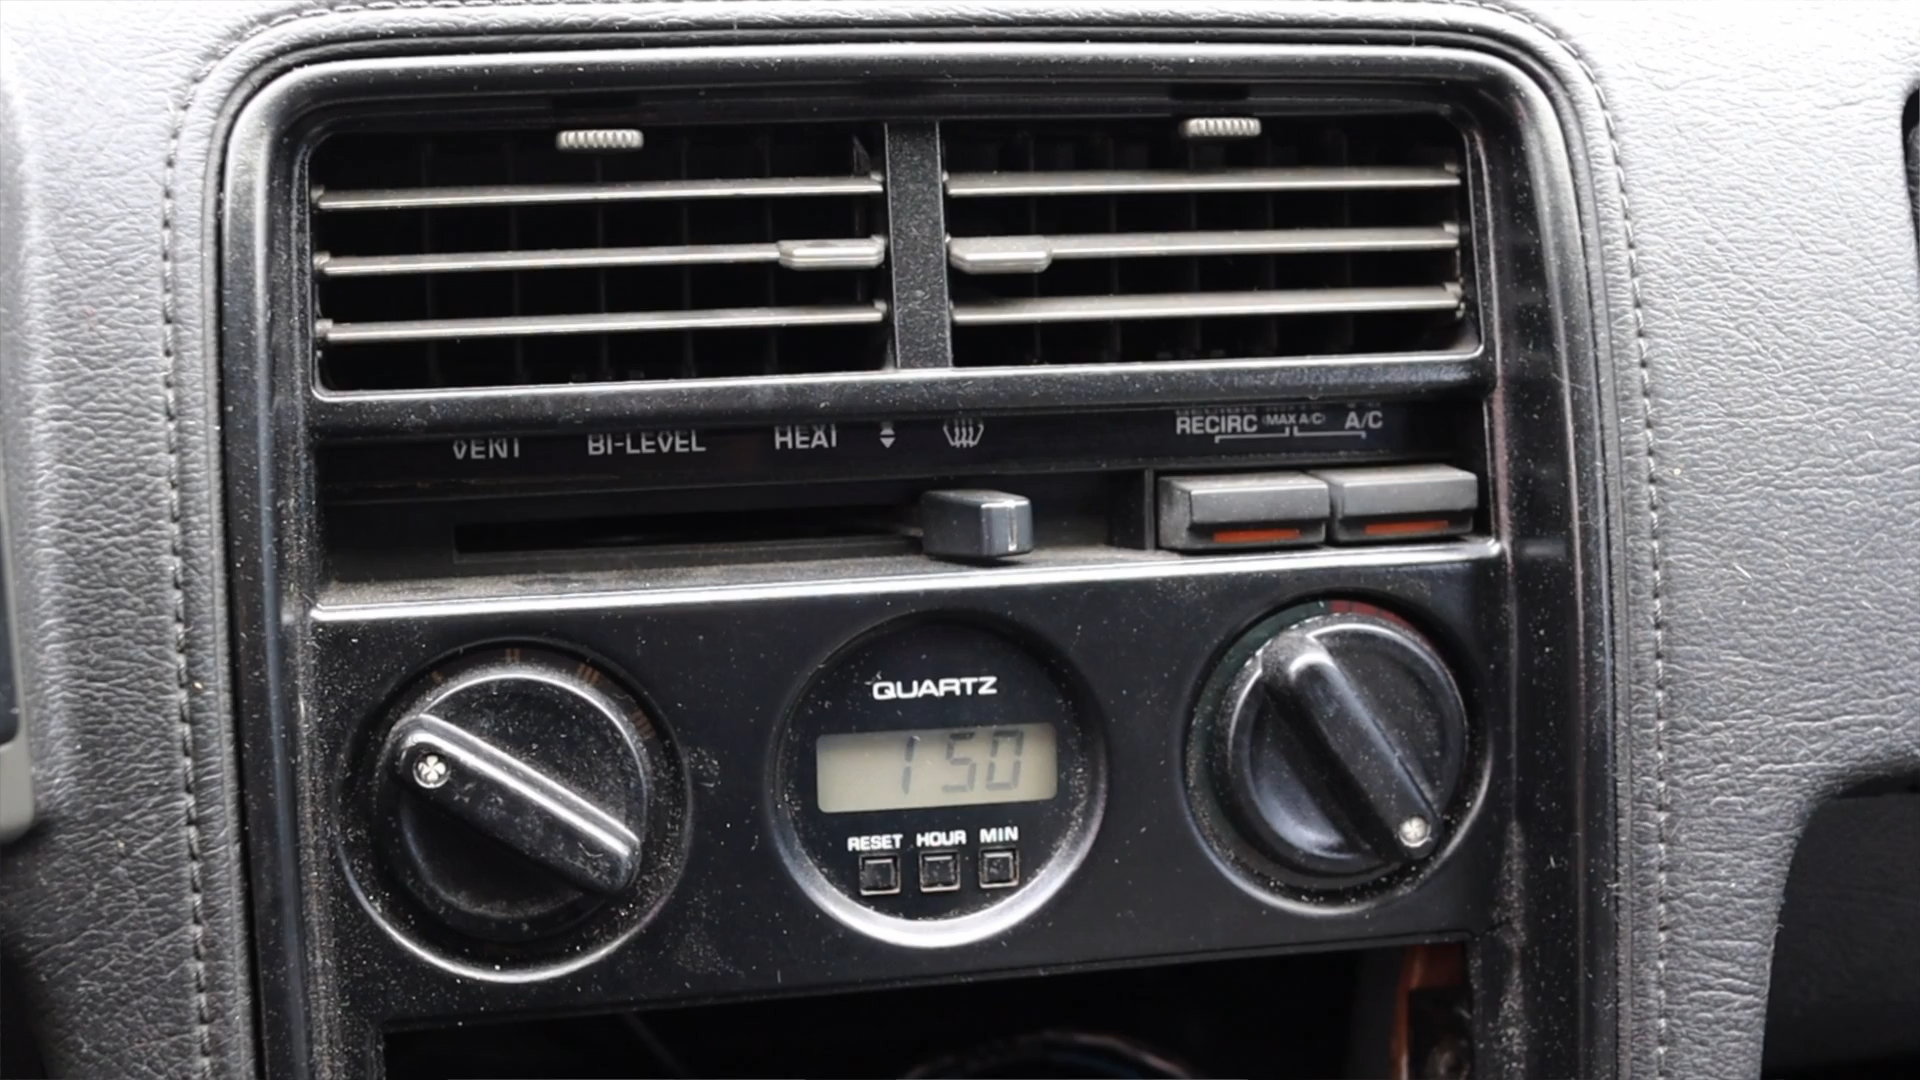 VENT BI-LEVEL HEAT
RECIRC (MAX A/C) A/C
QUARTZ
1 50
RESET HOUR MIN